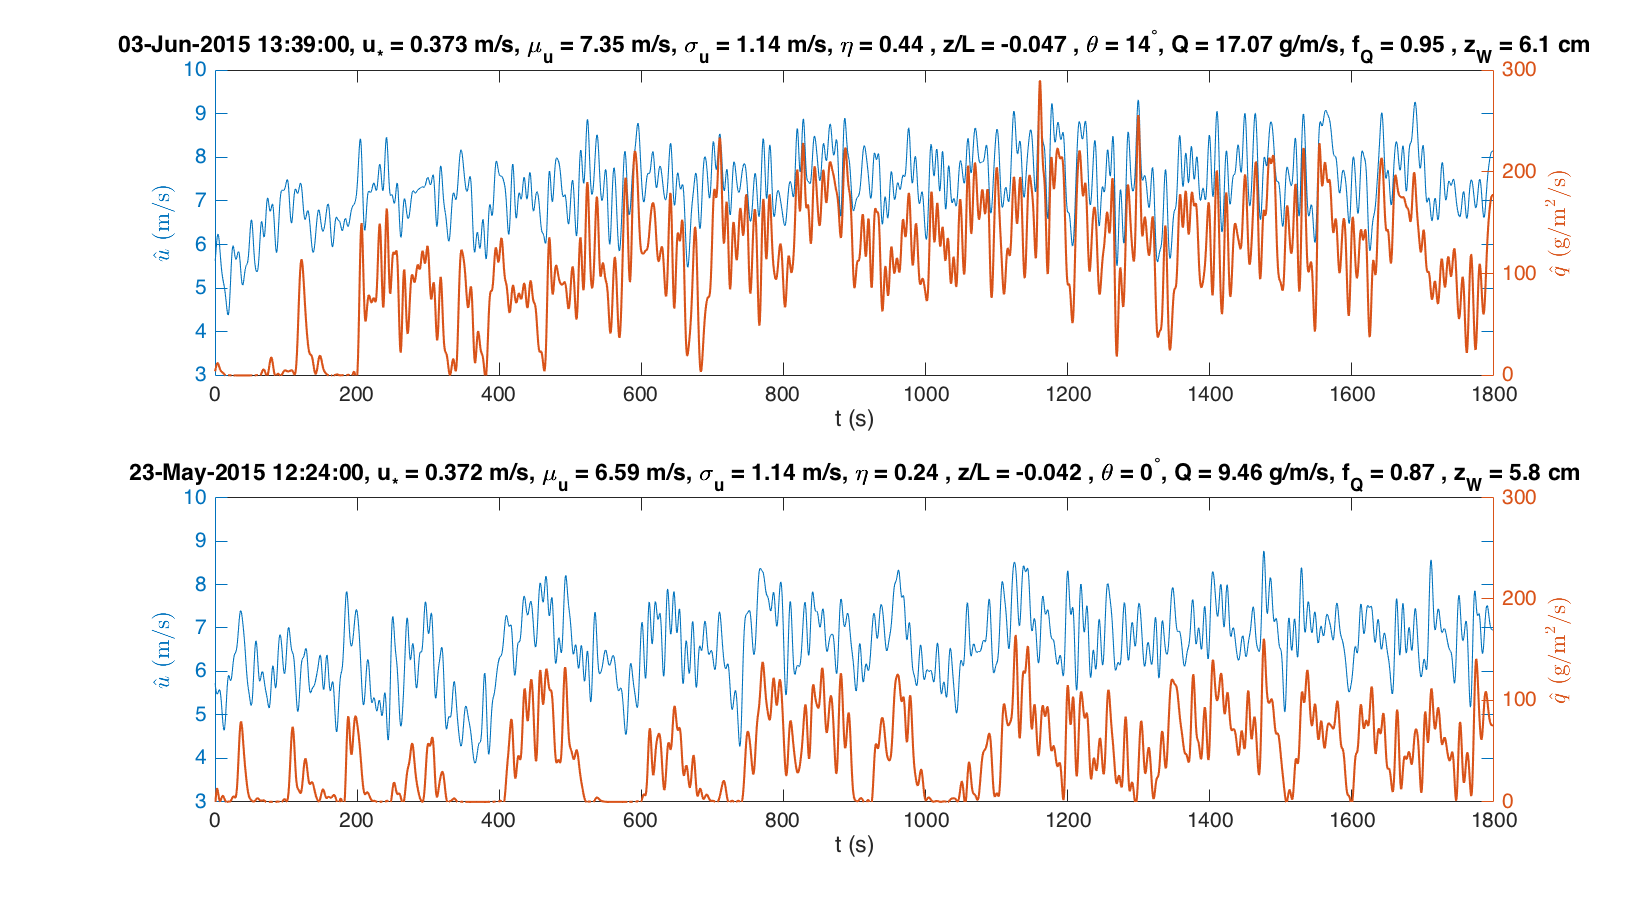 03-Jun-2015 13:39:00, u* = 0.373 m/s, μu = 7.35 m/s, σu = 1.14 m/s, η = 0.44 , z/L = -0.047 , θ = 14°, Q = 17.07 g/m/s, fQ = 0.95 , zW = 6.1 cm
10 300
9
8
200
7
6
5
100
4
3 0
û (m/s)
q̂ (g/m²/s)
0 200 400 600 800 1000 1200 1400 1600 1800
t (s)
23-May-2015 12:24:00, u* = 0.372 m/s, μu = 6.59 m/s, σu = 1.14 m/s, η = 0.24 , z/L = -0.042 , θ = 0°, Q = 9.46 g/m/s, fQ = 0.87 , zW = 5.8 cm
10 300
9
8
200
7
6
5
100
4
3 0
û (m/s)
q̂ (g/m²/s)
0 200 400 600 800 1000 1200 1400 1600 1800
t (s)